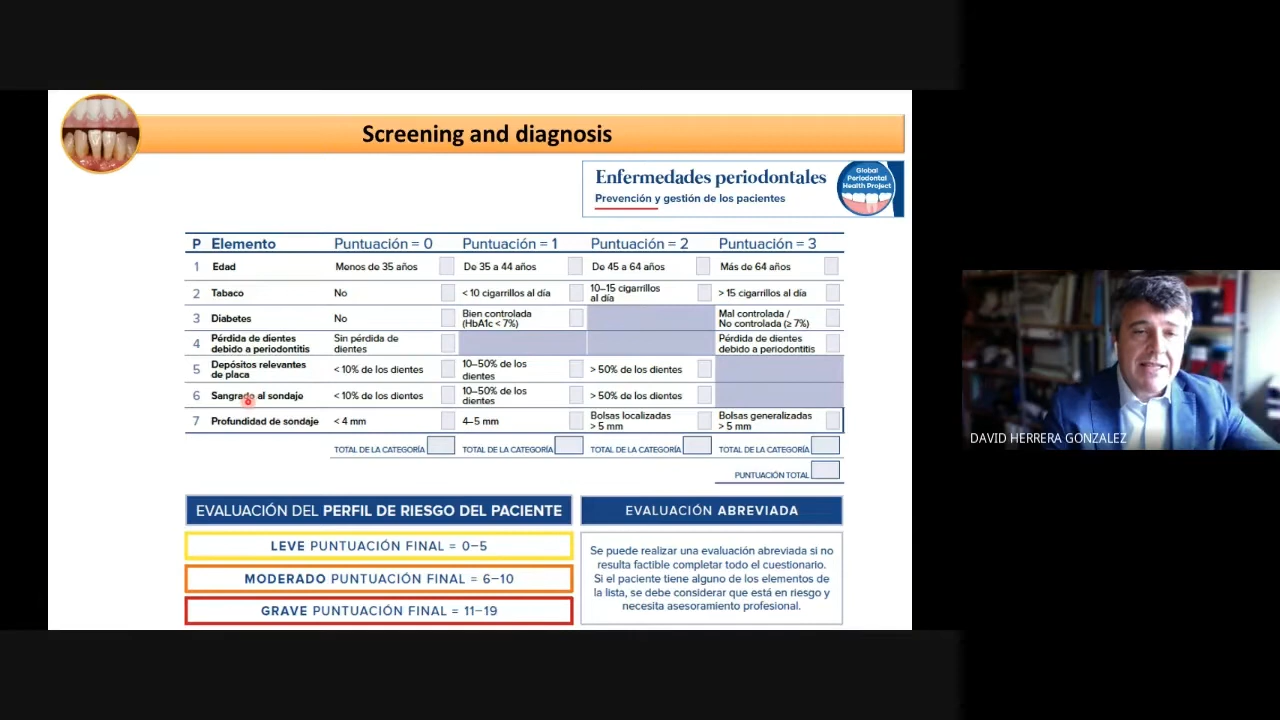 Screening and diagnosis
Enfermedades periodontales
Prevención y gestión de los pacientes
Global
Periodontal
Health Project
P Elemento Puntuación = 0 Puntuación = 1 Puntuación = 2 Puntuación = 3
1 Edad Menos de 35 años De 35 a 44 años De 45 a 64 años Más de 64 años
2 Tabaco No < 10 cigarrillos al día 10–15 cigarrillos
al día > 15 cigarrillos al día
3 Diabetes No Bien controlada
(HbA1c < 7%) Mal controlada /
No controlada (≥ 7%)
4 Pérdida de dientes
debido a periodontitis Sin pérdida de
dientes Pérdida de dientes
debido a periodontitis
5 Depósitos relevantes
de placa < 10% de los dientes 10–50% de los
dientes > 50% de los dientes
6 Sangrado al sondaje < 10% de los dientes 10–50% de los
dientes > 50% de los dientes
7 Profundidad de sondaje < 4 mm 4–5 mm Bolsas localizadas
> 5 mm Bolsas generalizadas
> 5 mm
TOTAL DE LA CATEGORÍA TOTAL DE LA CATEGORÍA TOTAL DE LA CATEGORÍA TOTAL DE LA CATEGORÍA
PUNTUACIÓN TOTAL
EVALUACIÓN DEL PERFIL DE RIESGO DEL PACIENTE
LEVE PUNTUACIÓN FINAL = 0–5
MODERADO PUNTUACIÓN FINAL = 6–10
GRAVE PUNTUACIÓN FINAL = 11–19
EVALUACIÓN ABREVIADA
Se puede realizar una evaluación abreviada si no
resulta factible completar todo el cuestionario.
Si el paciente tiene alguno de los elementos de
la lista, se debe considerar que está en riesgo y
necesita asesoramiento profesional.
DAVID HERRERA GONZALEZ